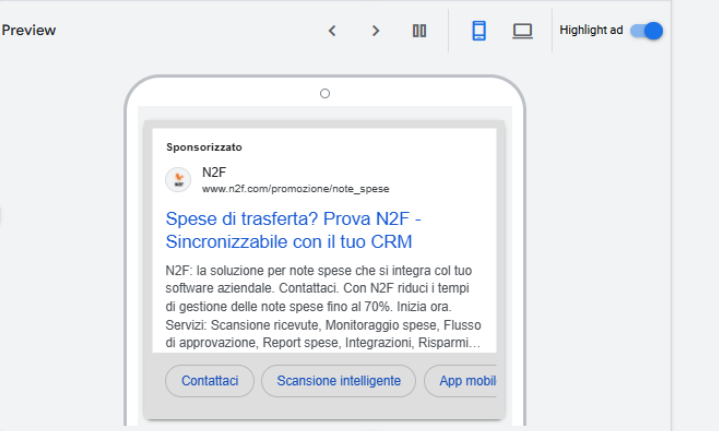 Preview
Highlight ad
Sponsorizzato
N2F
N2F
www.n2f.com/promozione/note_spese
Spese di trasferta? Prova N2F -
Sincronizzabile con il tuo CRM
N2F: la soluzione per note spese che si integra col tuo
software aziendale. Contattaci. Con N2F riduci i tempi
di gestione delle note spese fino al 70%. Inizia ora.
Servizi: Scansione ricevute, Monitoraggio spese, Flusso
di approvazione, Report spese, Integrazioni, Risparmi...
Contattaci
Scansione intelligente
App mobil